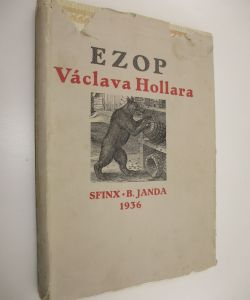 EZOP
Václava Hollara
SFINX • B. JANDA
1936